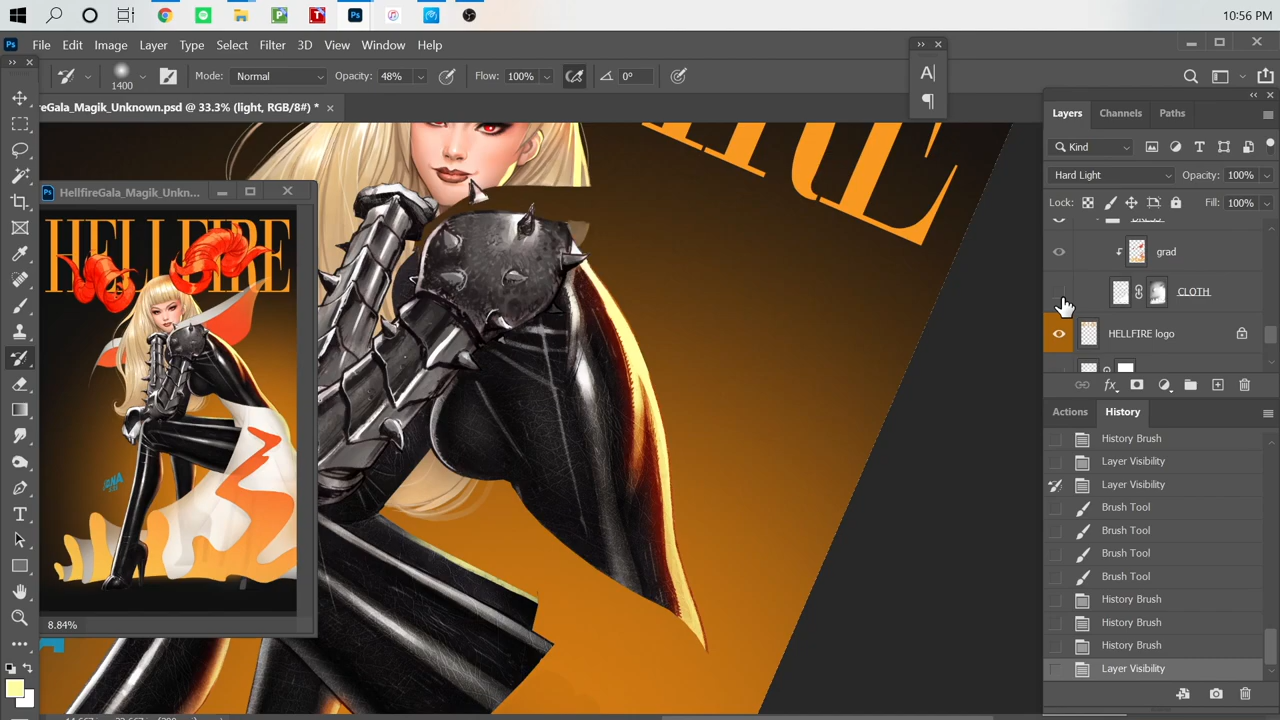 10:56 PM
Ps File Edit Image Layer Type Select Filter 3D View Window Help
1400 Mode: Normal Opacity: 48% Flow: 100% 0°
reGala_Magik_Unknown.psd @ 33.3% (light, RGB/8#) * ×
HellfireGala_Magik_Unkn...
HELLFIRE
8.84%
FIRE
Layers Channels Paths
Kind
Hard Light Opacity: 100%
Lock: Fill: 100%
DRESS
grad
CLOTH
HELLFIRE logo
Actions History
History Brush
Layer Visibility
Layer Visibility
Brush Tool
Brush Tool
Brush Tool
Brush Tool
History Brush
History Brush
History Brush
Layer Visibility